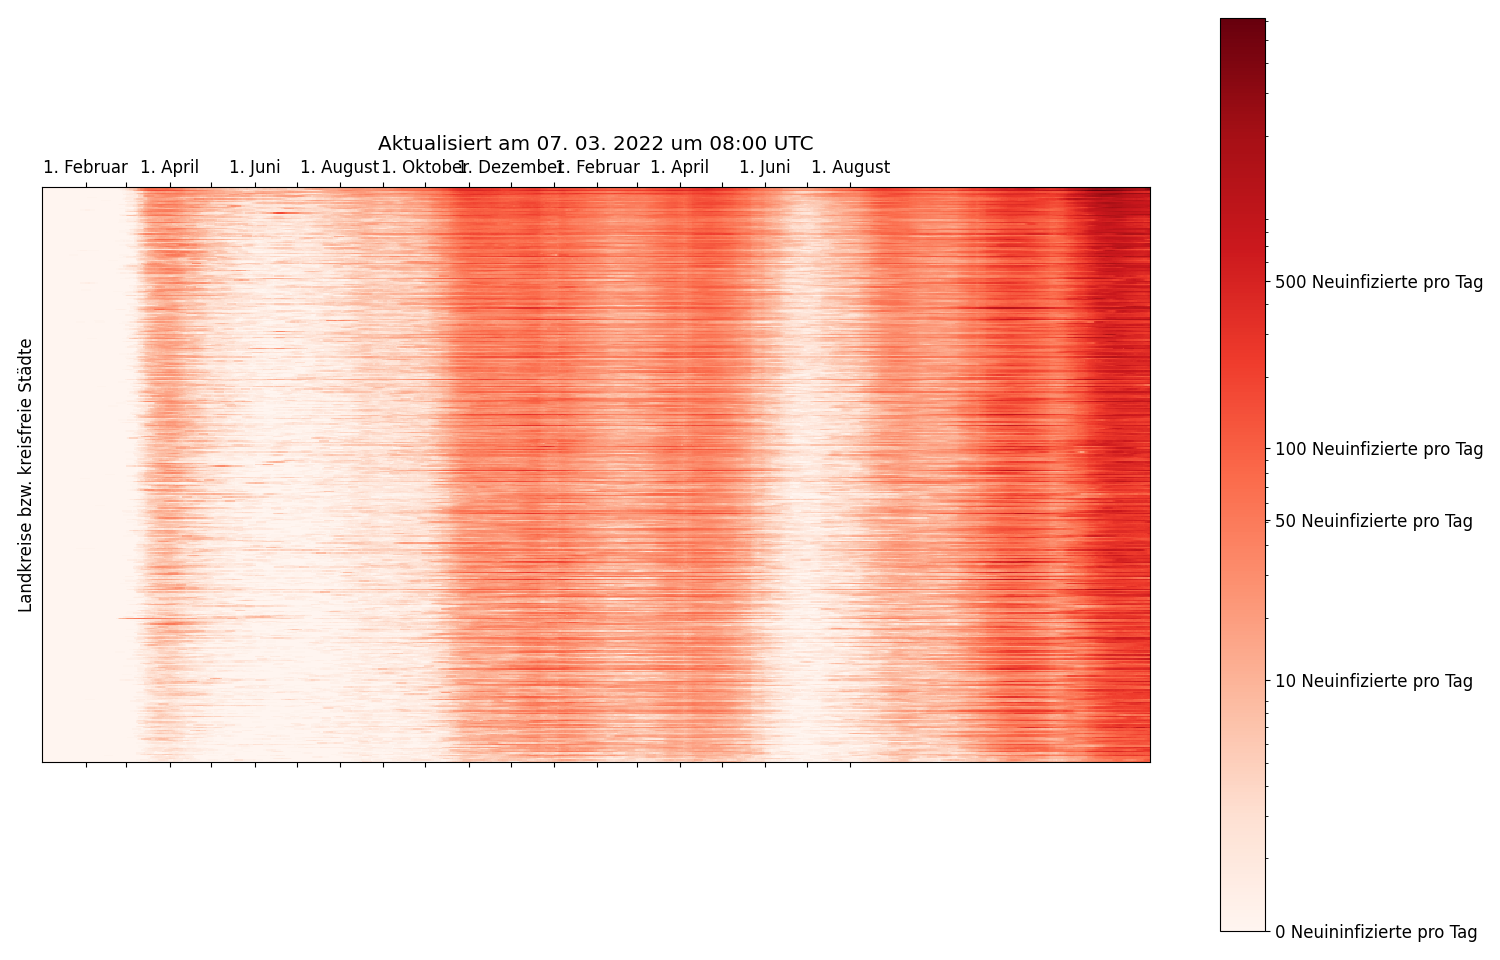 Aktualisiert am 07. 03. 2022 um 08:00 UTC
1. Februar 1. April 1. Juni 1. August 1. Oktober 1. Dezember 1. Februar 1. April 1. Juni 1. August
Landkreise bzw. kreisfreie Städte
500 Neuinfizierte pro Tag
100 Neuinfizierte pro Tag
50 Neuinfizierte pro Tag
10 Neuinfizierte pro Tag
0 Neuininfizierte pro Tag